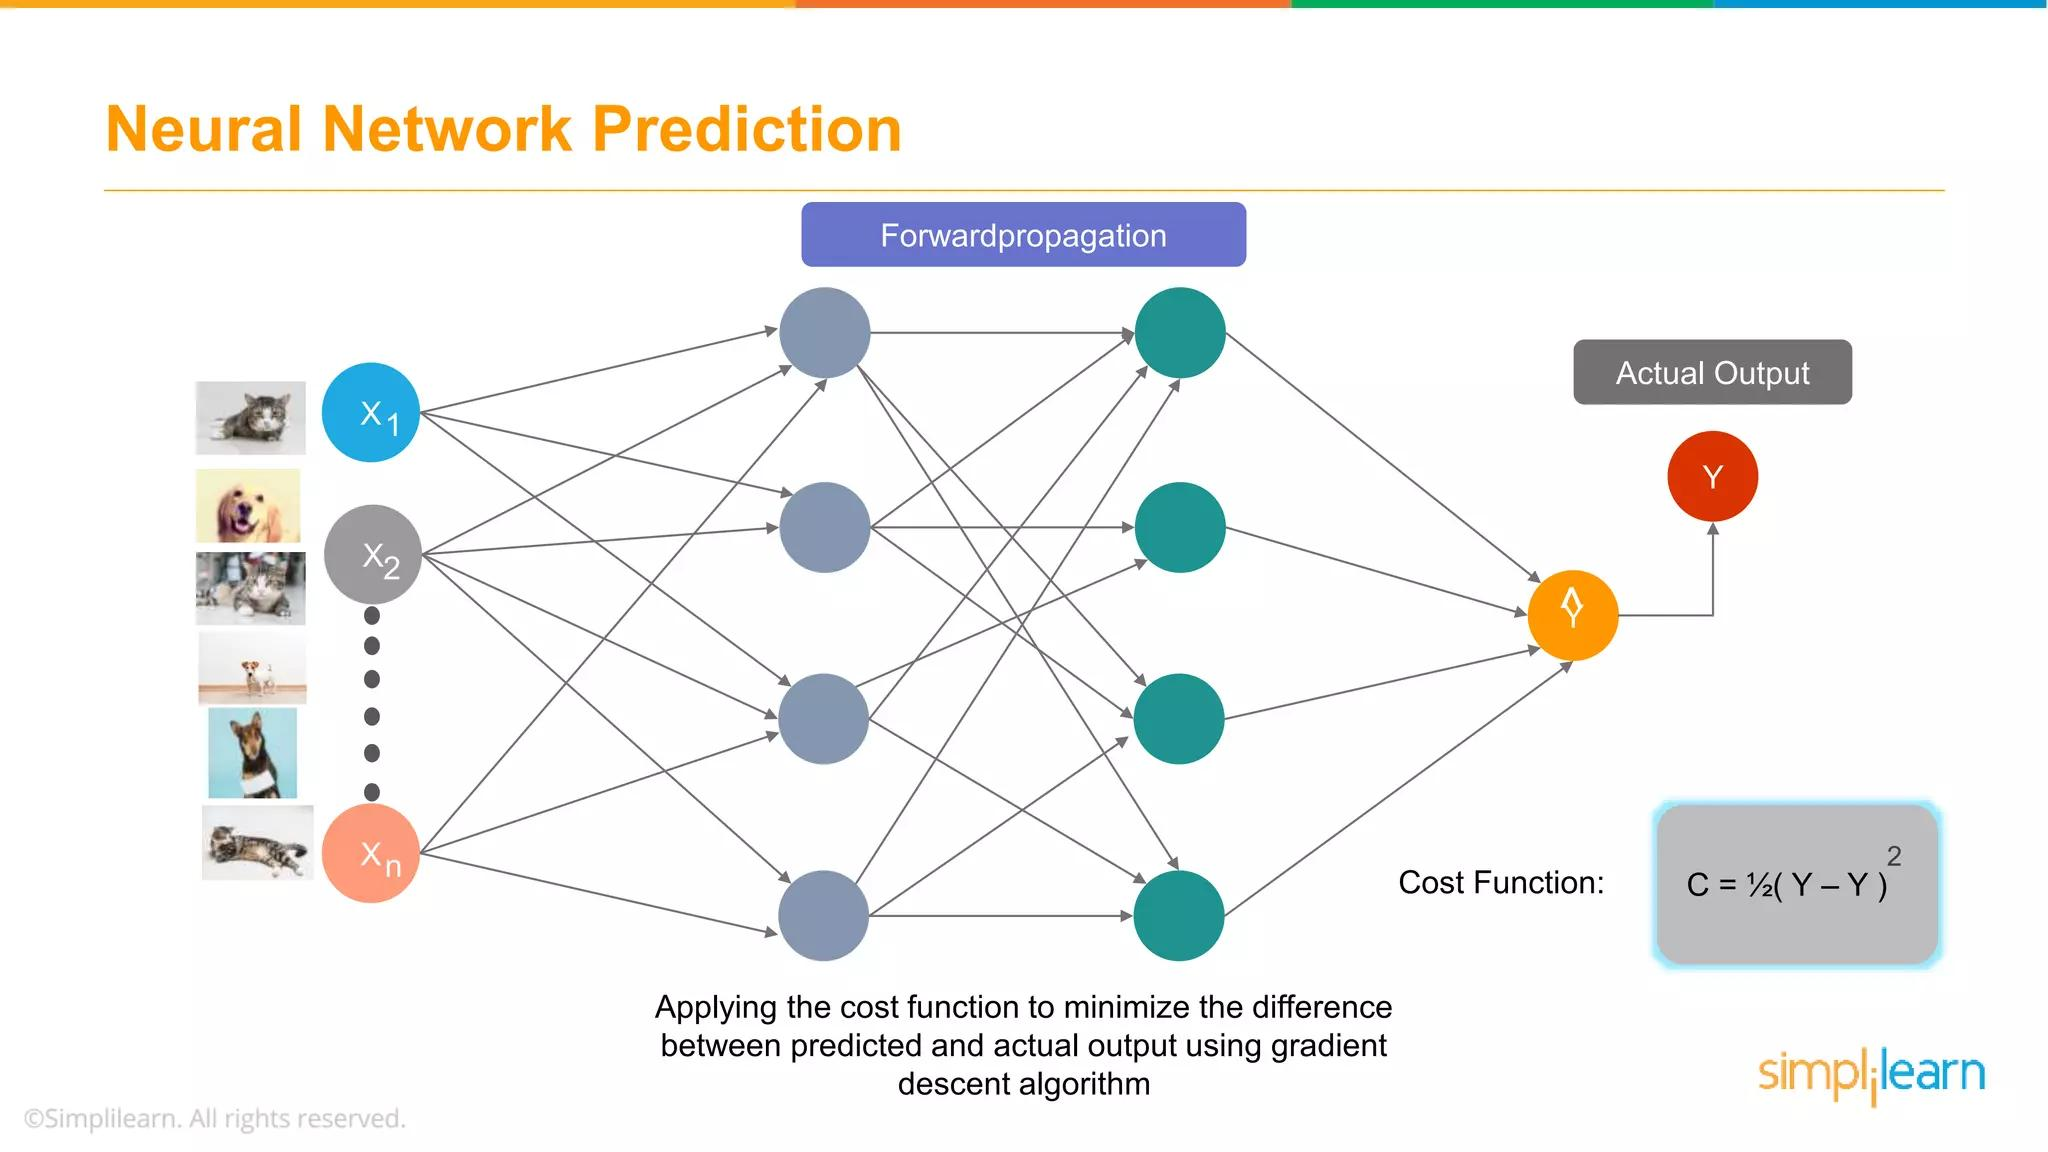 Neural Network Prediction
Forwardpropagation
Actual Output
X1
X2
Xn
Y
Ŷ
Cost Function:
C = ½( Y – Y )²
Applying the cost function to minimize the difference
between predicted and actual output using gradient
descent algorithm
simplilearn
©Simplilearn. All rights reserved.